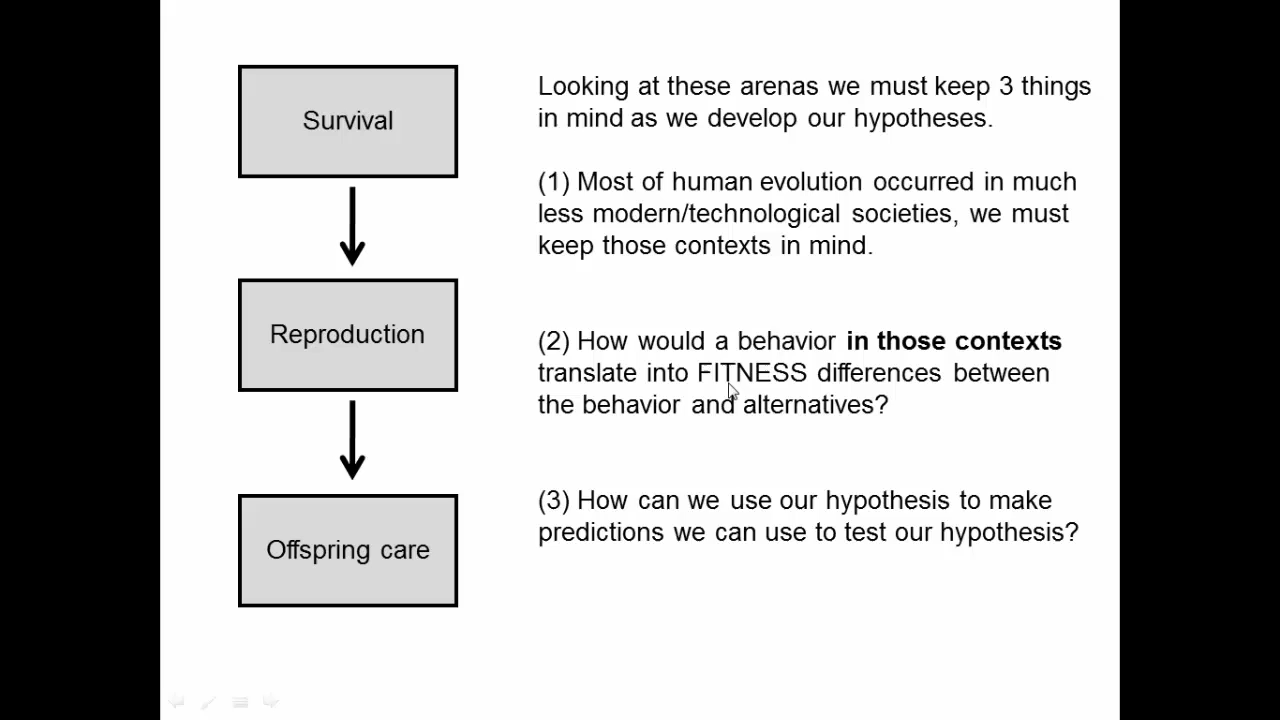 Survival
Reproduction
Offspring care
Looking at these arenas we must keep 3 things
in mind as we develop our hypotheses.
(1) Most of human evolution occurred in much
less modern/technological societies, we must
keep those contexts in mind.
(2) How would a behavior in those contexts
translate into FITNESS differences between
the behavior and alternatives?
(3) How can we use our hypothesis to make
predictions we can use to test our hypothesis?